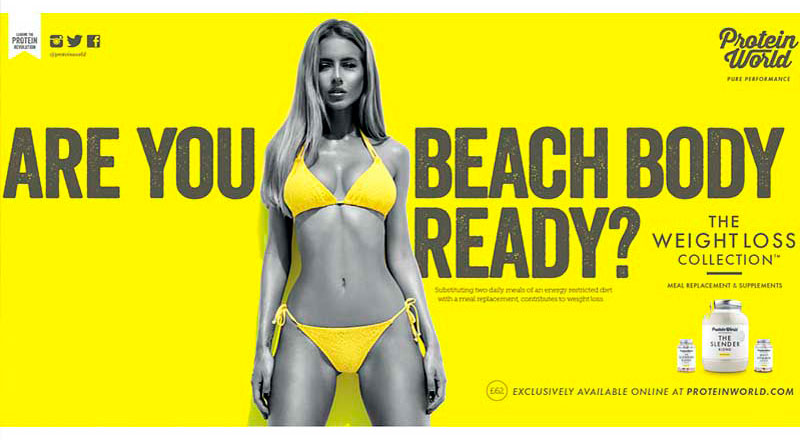 LEADING THE
PROTEIN
REVOLUTION
@proteinworld
Protein
World
PURE PERFORMANCE
ARE YOU BEACH BODY
READY?
THE
WEIGHT LOSS
COLLECTION™
Substituting two daily meals of an energy restricted diet
with a meal replacement, contributes to weight loss.
MEAL REPLACEMENT & SUPPLEMENTS
Protein World
THE
SLENDER
BLEND
£62 EXCLUSIVELY AVAILABLE ONLINE AT PROTEINWORLD.COM